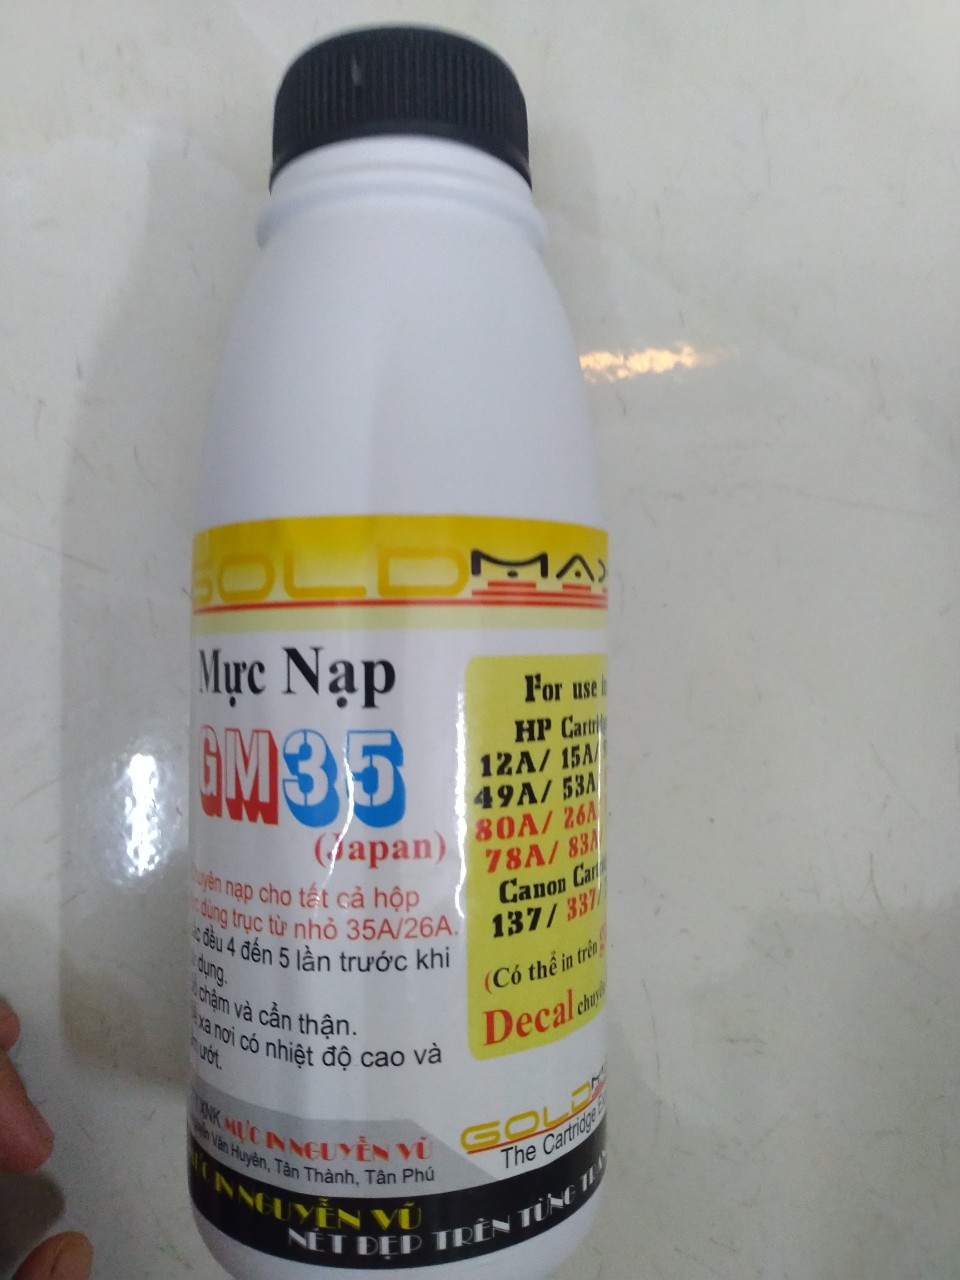 GOLDMAX
Mực Nạp
GM35
(Japan)
nạp cho tất cả hộp
dùng trục từ nhỏ 35A/26A.
đều 4 đến 5 lần trước khi
dụng.
chậm và cẩn thận.
xa nơi có nhiệt độ cao và
ướt.
For use
HP
12A/ 15A/
49A/ 53A
80A/ 26A
78A/ 83A
Canon
137/ 337/
(Có thể in trên
Decal
XNK MỰC IN NGUYỄN VŨ
Văn Huyên, Tân Thành, Tân Phú
GOLD
The Cartridge
IN NGUYỄN VŨ
NÉT ĐẸP TRÊN TỪNG